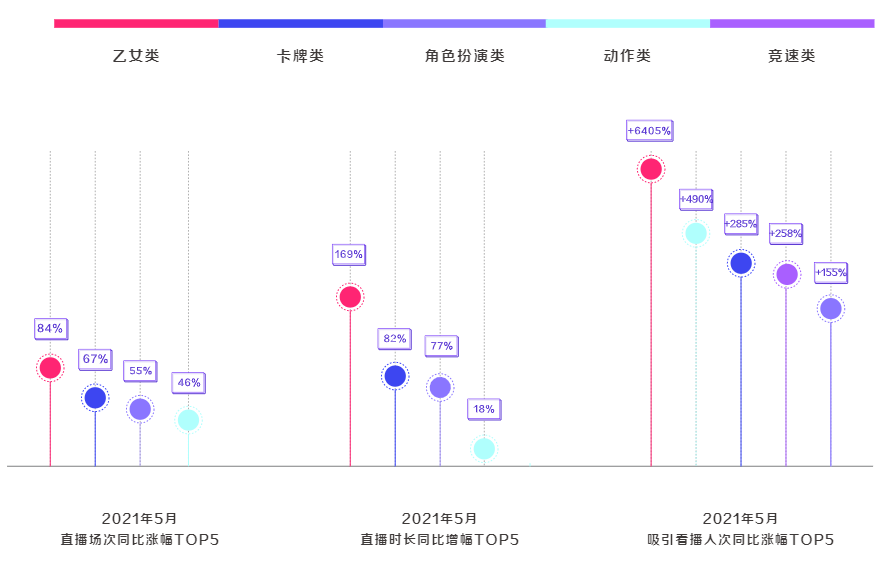 乙女类
卡牌类
角色扮演类
动作类
竞速类
84%
67%
55%
46%
169%
82%
77%
18%
+6405%
+490%
+285%
+258%
+155%
2021年5月
直播场次同比涨幅TOP5
2021年5月
直播时长同比增幅TOP5
2021年5月
吸引看播人次同比涨幅TOP5